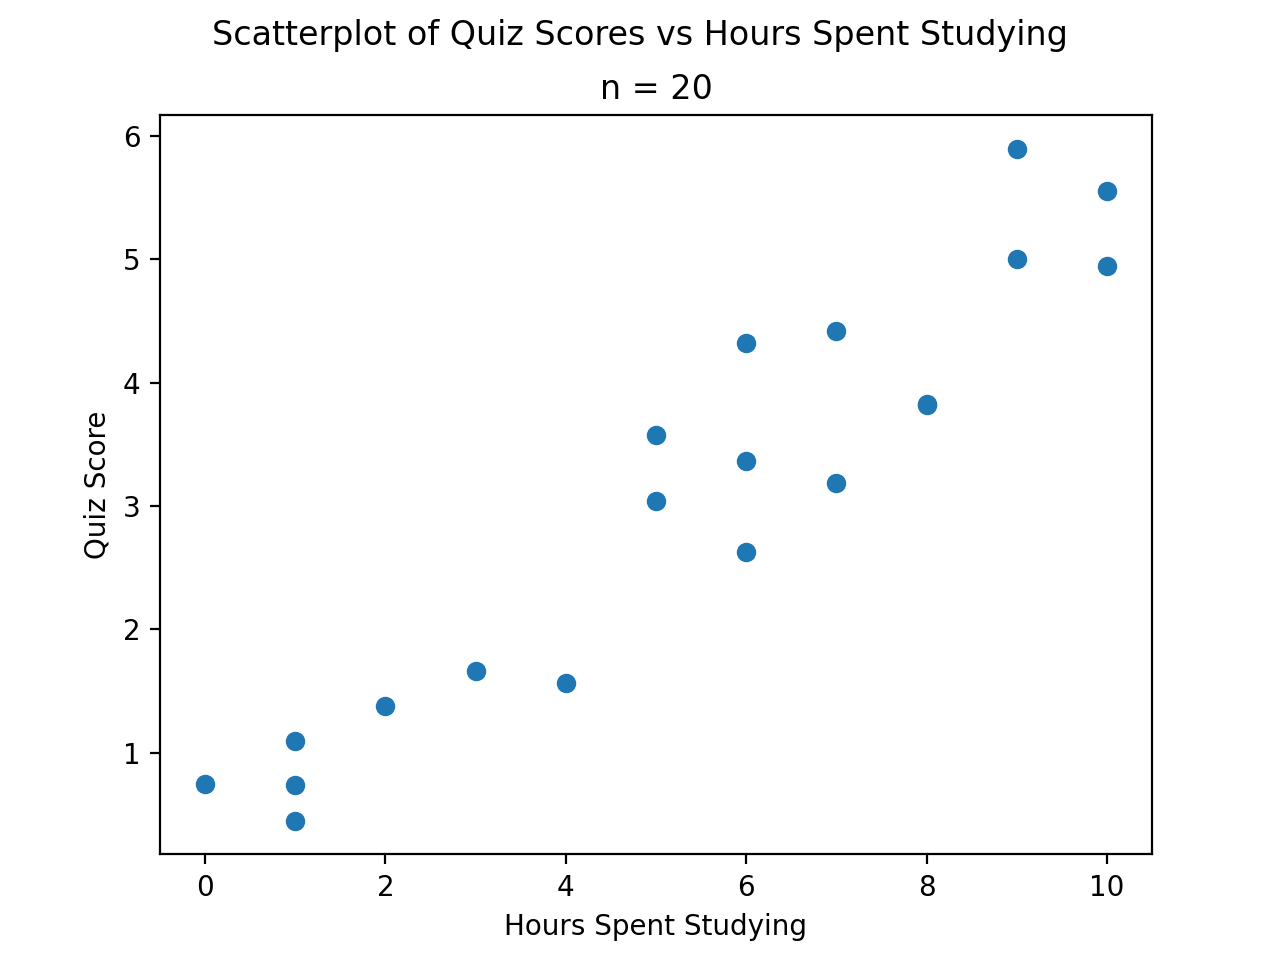 Scatterplot of Quiz Scores vs Hours Spent Studying
n = 20
6
5
4
3
2
1
Quiz Score
0 2 4 6 8 10
Hours Spent Studying